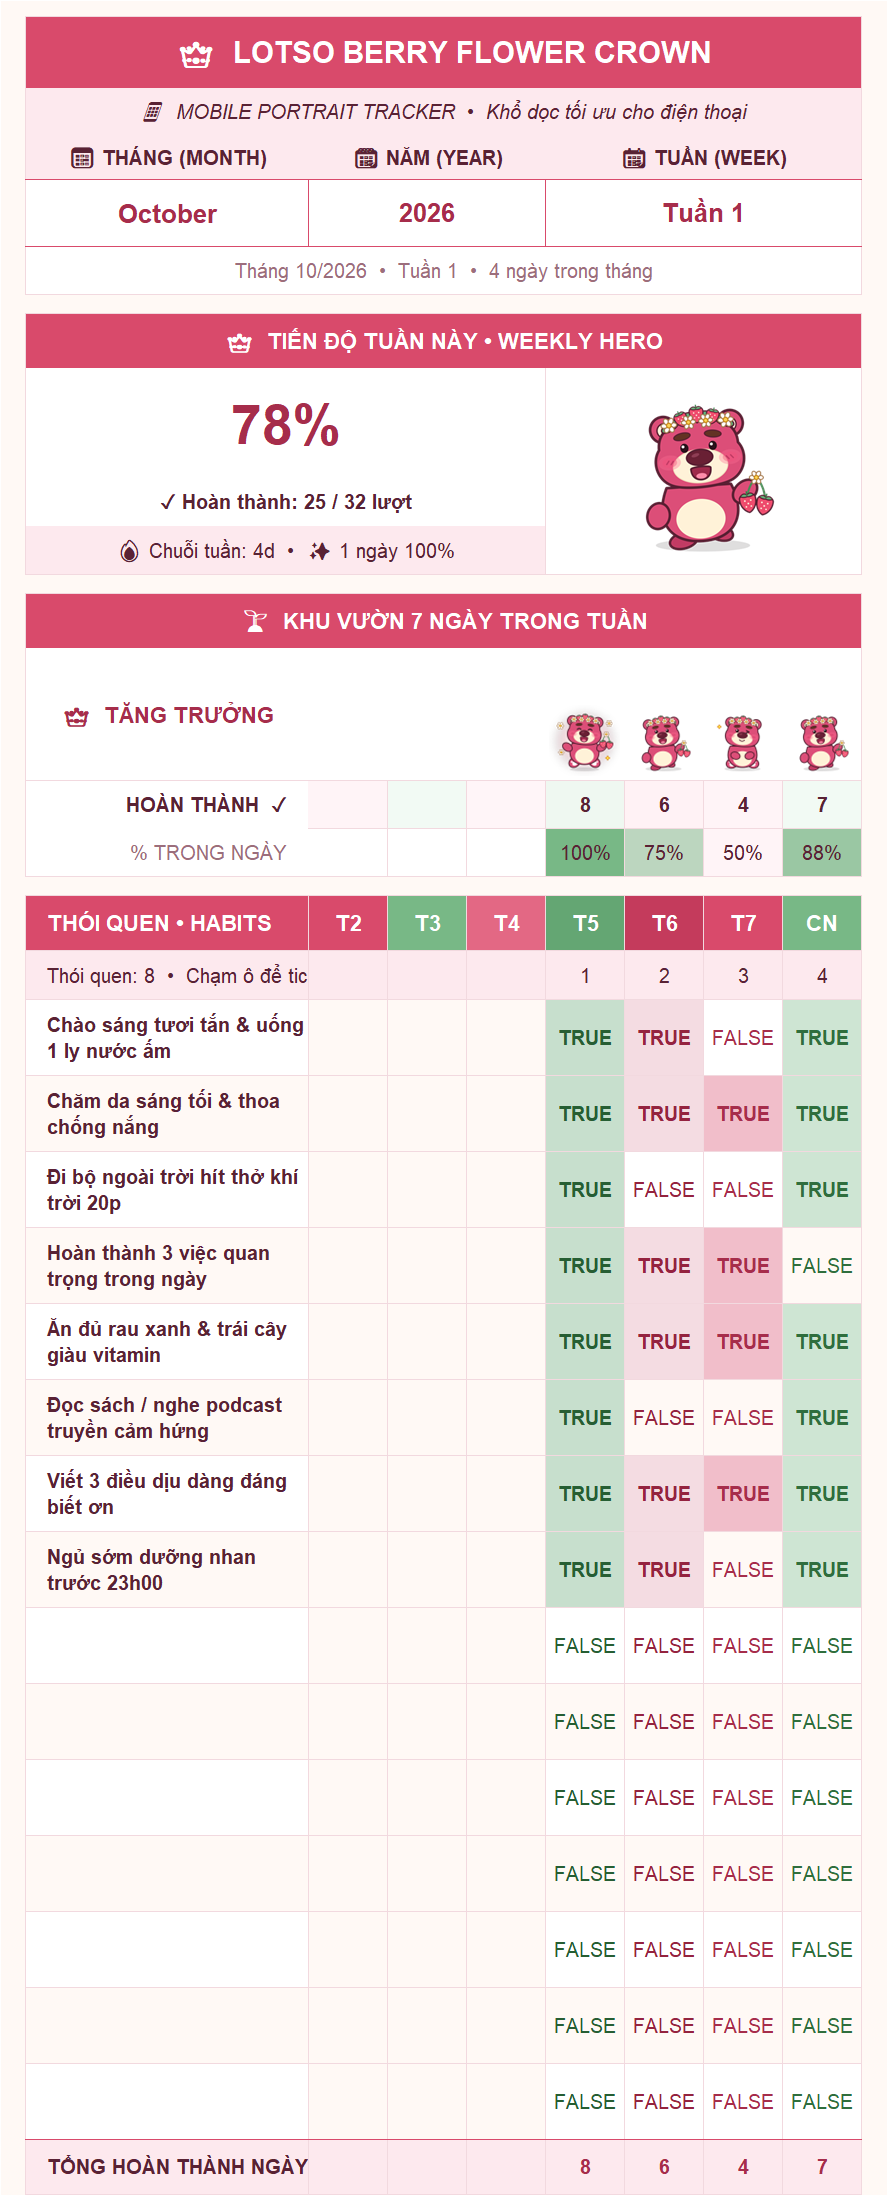 LOTSO BERRY FLOWER CROWN
MOBILE PORTRAIT TRACKER • Khổ dọc tối ưu cho điện thoại
THÁNG (MONTH) NĂM (YEAR) TUẦN (WEEK)
October 2026 Tuần 1
Tháng 10/2026 • Tuần 1 • 4 ngày trong tháng
TIẾN ĐỘ TUẦN NÀY • WEEKLY HERO
78%
✓ Hoàn thành: 25 / 32 lượt
Chuỗi tuần: 4d • 1 ngày 100%
KHU VƯỜN 7 NGÀY TRONG TUẦN
TĂNG TRƯỞNG
HOÀN THÀNH ✓ 8 6 4 7
% TRONG NGÀY 100% 75% 50% 88%
THÓI QUEN • HABITS T2 T3 T4 T5 T6 T7 CN
Thói quen: 8 • Chạm ô để tic 1 2 3 4
Chào sáng tươi tắn & uống
1 ly nước ấm TRUE TRUE FALSE TRUE
Chăm da sáng tối & thoa
chống nắng TRUE TRUE TRUE TRUE
Đi bộ ngoài trời hít thở khí
trời 20p TRUE FALSE FALSE TRUE
Hoàn thành 3 việc quan
trọng trong ngày TRUE TRUE TRUE FALSE
Ăn đủ rau xanh & trái cây
giàu vitamin TRUE TRUE TRUE TRUE
Đọc sách / nghe podcast
truyền cảm hứng TRUE FALSE FALSE TRUE
Viết 3 điều dịu dàng đáng
biết ơn TRUE TRUE TRUE TRUE
Ngủ sớm dưỡng nhan
trước 23h00 TRUE TRUE FALSE TRUE
FALSE FALSE FALSE FALSE
FALSE FALSE FALSE FALSE
FALSE FALSE FALSE FALSE
FALSE FALSE FALSE FALSE
FALSE FALSE FALSE FALSE
FALSE FALSE FALSE FALSE
FALSE FALSE FALSE FALSE
TỔNG HOÀN THÀNH NGÀY 8 6 4 7